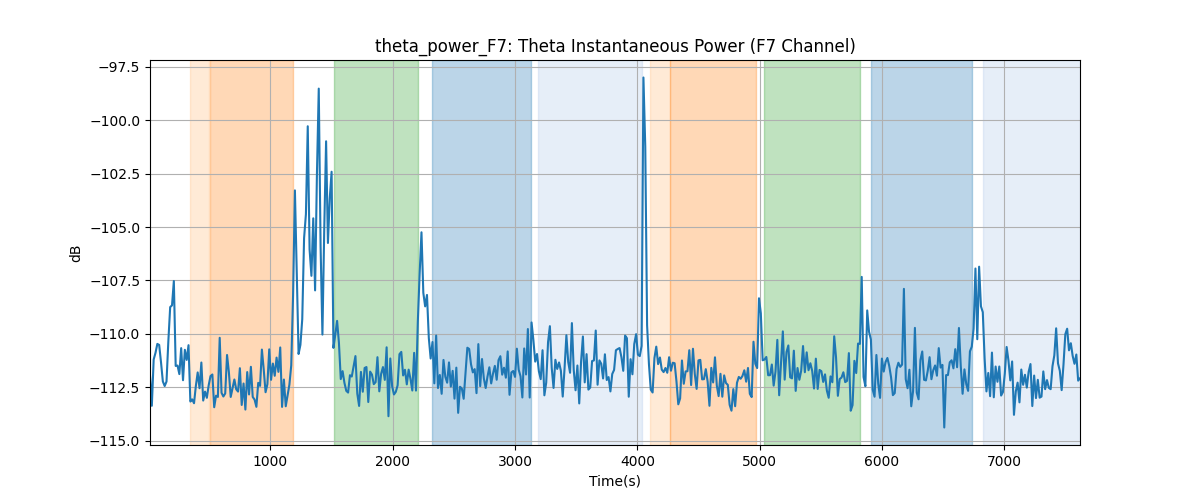 theta_power_F7: Theta Instantaneous Power (F7 Channel)
−97.5
−100.0
−102.5
−105.0
−107.5
−110.0
−112.5
−115.0
dB
1000 2000 3000 4000 5000 6000 7000
Time(s)